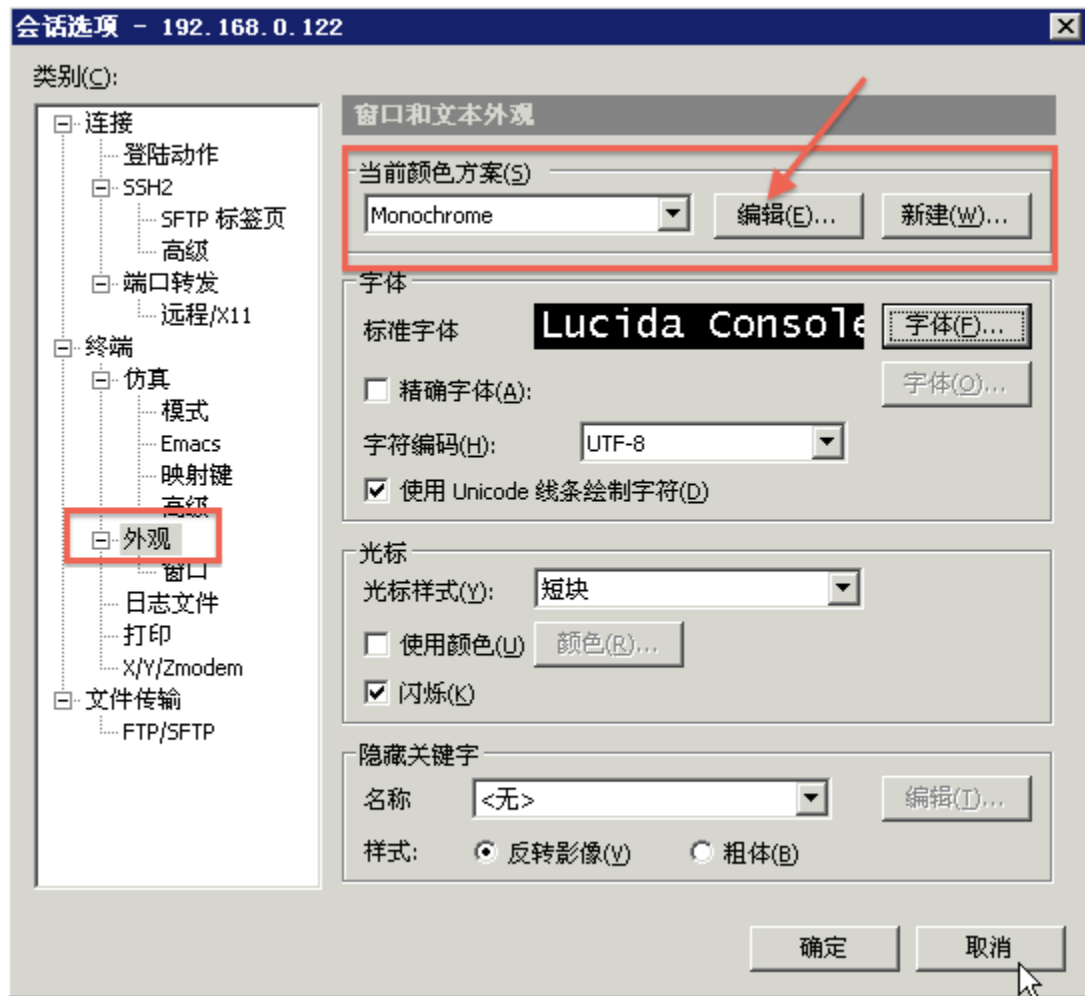 会话选项 - 192.168.0.122
类别(C):
连接
登陆动作
SSH2
SFTP 标签页
高级
端口转发
远程/X11
终端
仿真
模式
Emacs
映射键
高级
外观
窗口
日志文件
打印
X/Y/Zmodem
文件传输
FTP/SFTP
窗口和文本外观
当前颜色方案(S)
Monochrome 编辑(E)... 新建(W)...
字体
标准字体 Lucida Console 字体(F)...
精确字体(A): 字体(O)...
字符编码(H): UTF-8
使用 Unicode 线条绘制字符(D)
光标
光标样式(Y): 短块
使用颜色(U) 颜色(R)...
闪烁(K)
隐藏关键字
名称 <无> 编辑(T)...
样式: 反转影像(V) 粗体(B)
确定 取消